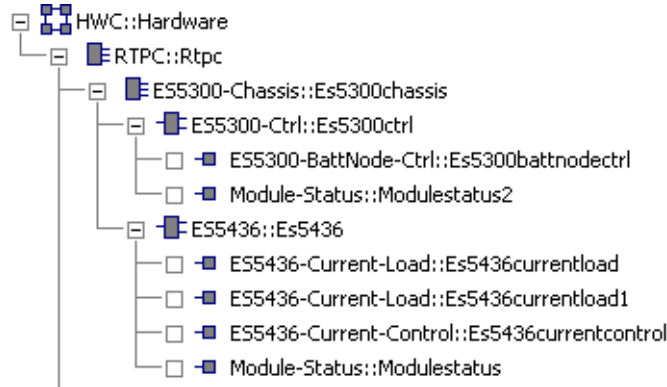 HWC::Hardware
RTPC::Rtpc
ES5300-Chassis::Es5300chassis
ES5300-Ctrl::Es5300ctrl
ES5300-BattNode-Ctrl::Es5300battnodectrl
Module-Status::Modulestatus2
ES5436::Es5436
ES5436-Current-Load::Es5436currentload
ES5436-Current-Load::Es5436currentload1
ES5436-Current-Control::Es5436currentcontrol
Module-Status::Modulestatus